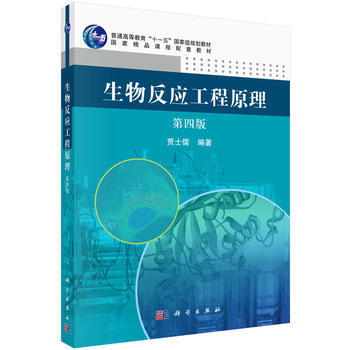 普通高等教育“十一五”国家级规划教材
国家精品课程配套教材
生物反应工程原理
第四版
贾士儒 编著
科学出版社
生物反应工程原理
第四版
科学出版社